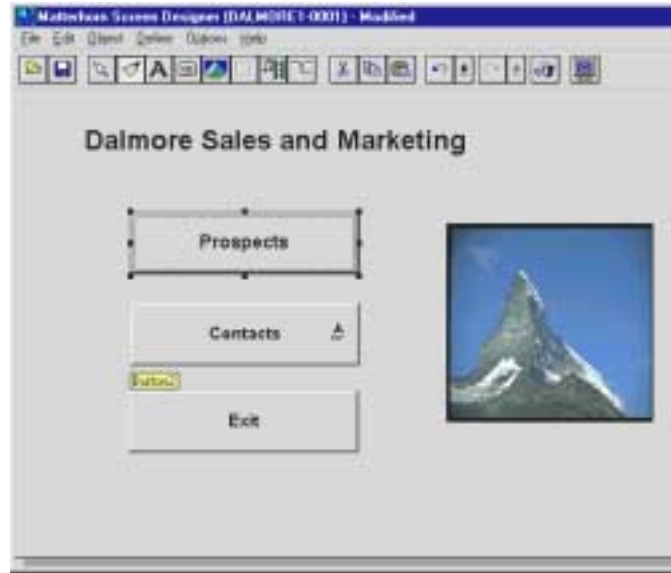 Matterhorn Screen Designer (DALMORE1-0001) - Modified
File Edit Object Define Options Help
A
Dalmore Sales and Marketing
Prospects
Contacts
Button2
Exit